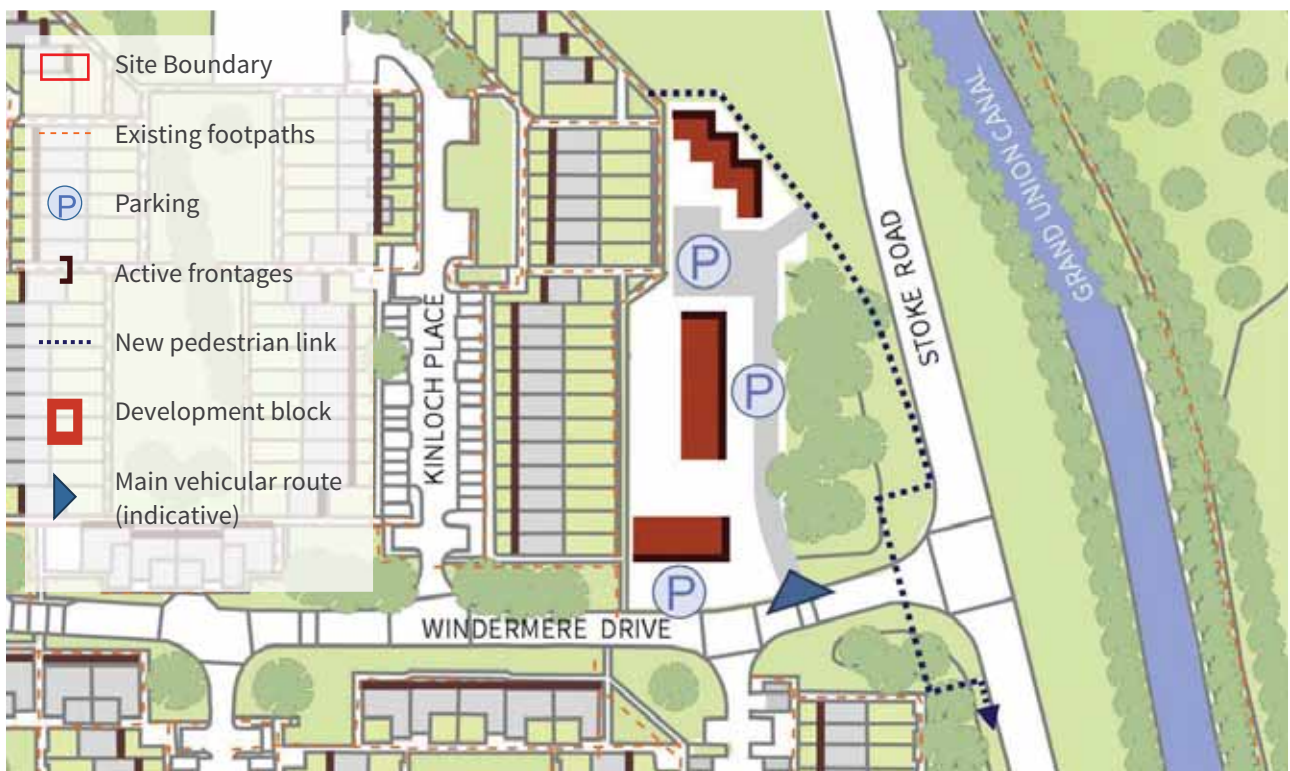 Site Boundary
Existing footpaths
P
Parking
Active frontages
New pedestrian link
Development block
Main vehicular route
(indicative)
KINLOCH PLACE
P
P
P
WINDERMERE DRIVE
STOKE ROAD
GRAND UNION CANAL